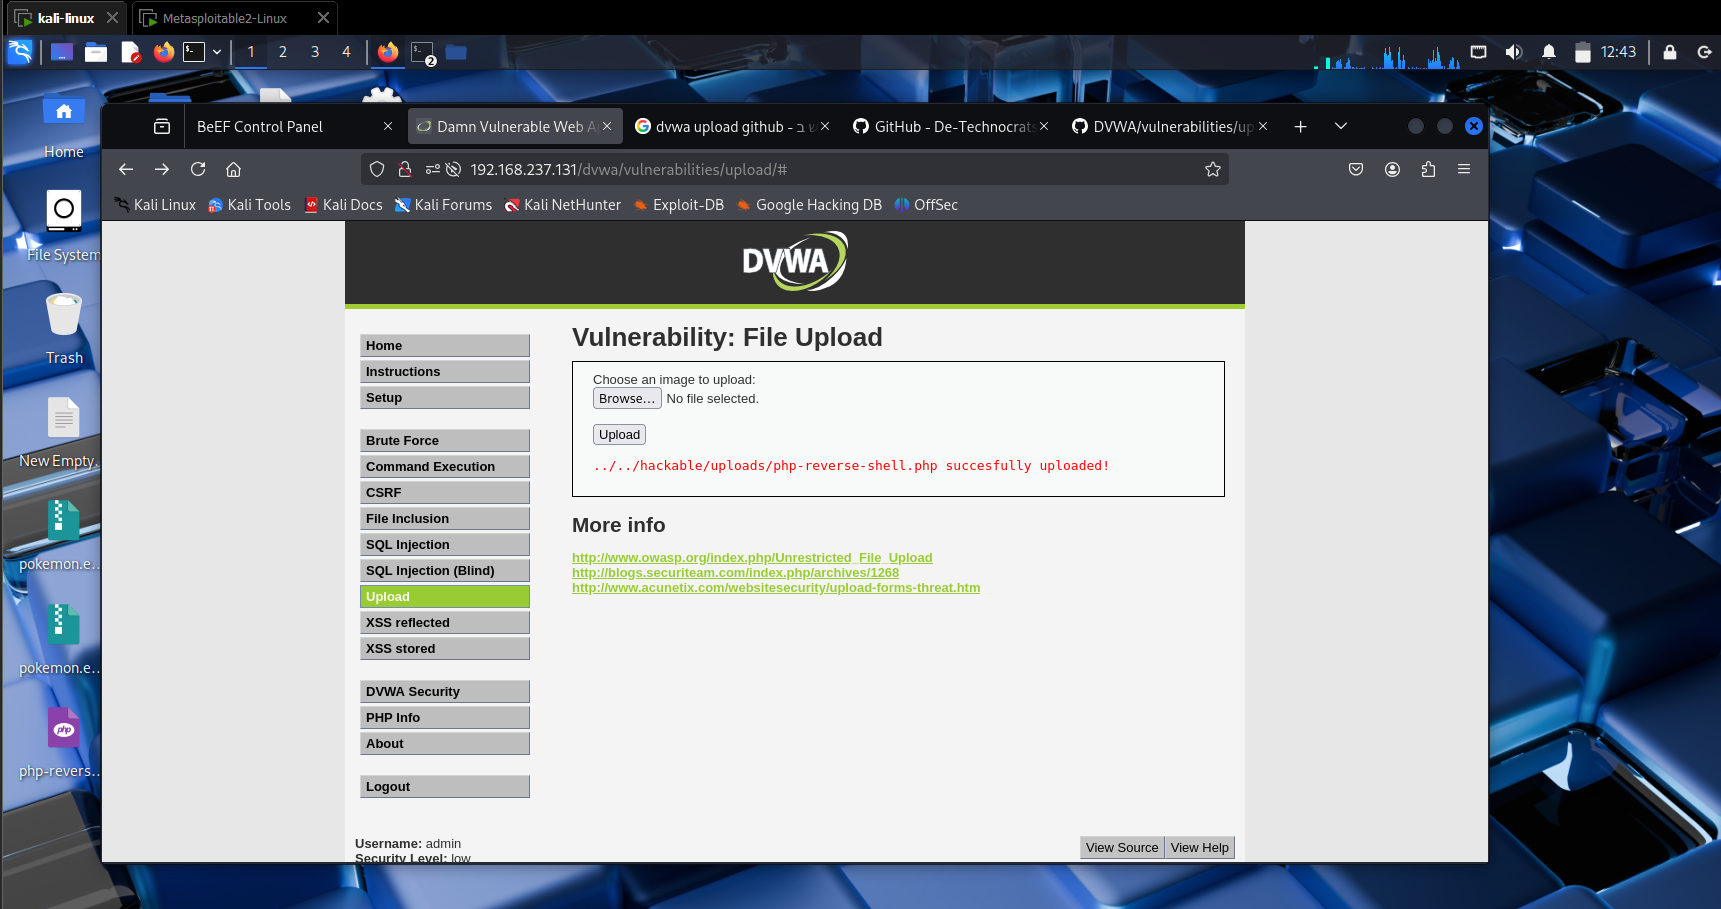 kali-linux
Metasploitable2-Linux
1 2 3 4
2
12:43
Home
File System
Trash
New Empty...
pokemon.e...
pokemon.e...
php
php-revers...
BeEF Control Panel
Damn Vulnerable Web A
dvwa upload github -
GitHub - De-Technocrats
DVWA/vulnerabilities/up
192.168.237.131/dvwa/vulnerabilities/upload/#
Kali Linux
Kali Tools
Kali Docs
Kali Forums
Kali NetHunter
Exploit-DB
Google Hacking DB
OffSec
DVWA
Home
Instructions
Setup
Brute Force
Command Execution
CSRF
File Inclusion
SQL Injection
SQL Injection (Blind)
Upload
XSS reflected
XSS stored
DVWA Security
PHP Info
About
Logout
Vulnerability: File Upload
Choose an image to upload:
Browse... No file selected.
Upload
../../hackable/uploads/php-reverse-shell.php succesfully uploaded!
More info
http://www.owasp.org/index.php/Unrestricted_File_Upload
http://blogs.securiteam.com/index.php/archives/1268
http://www.acunetix.com/websitesecurity/upload-forms-threat.htm
Username: admin
Security Level: low
View Source
View Help